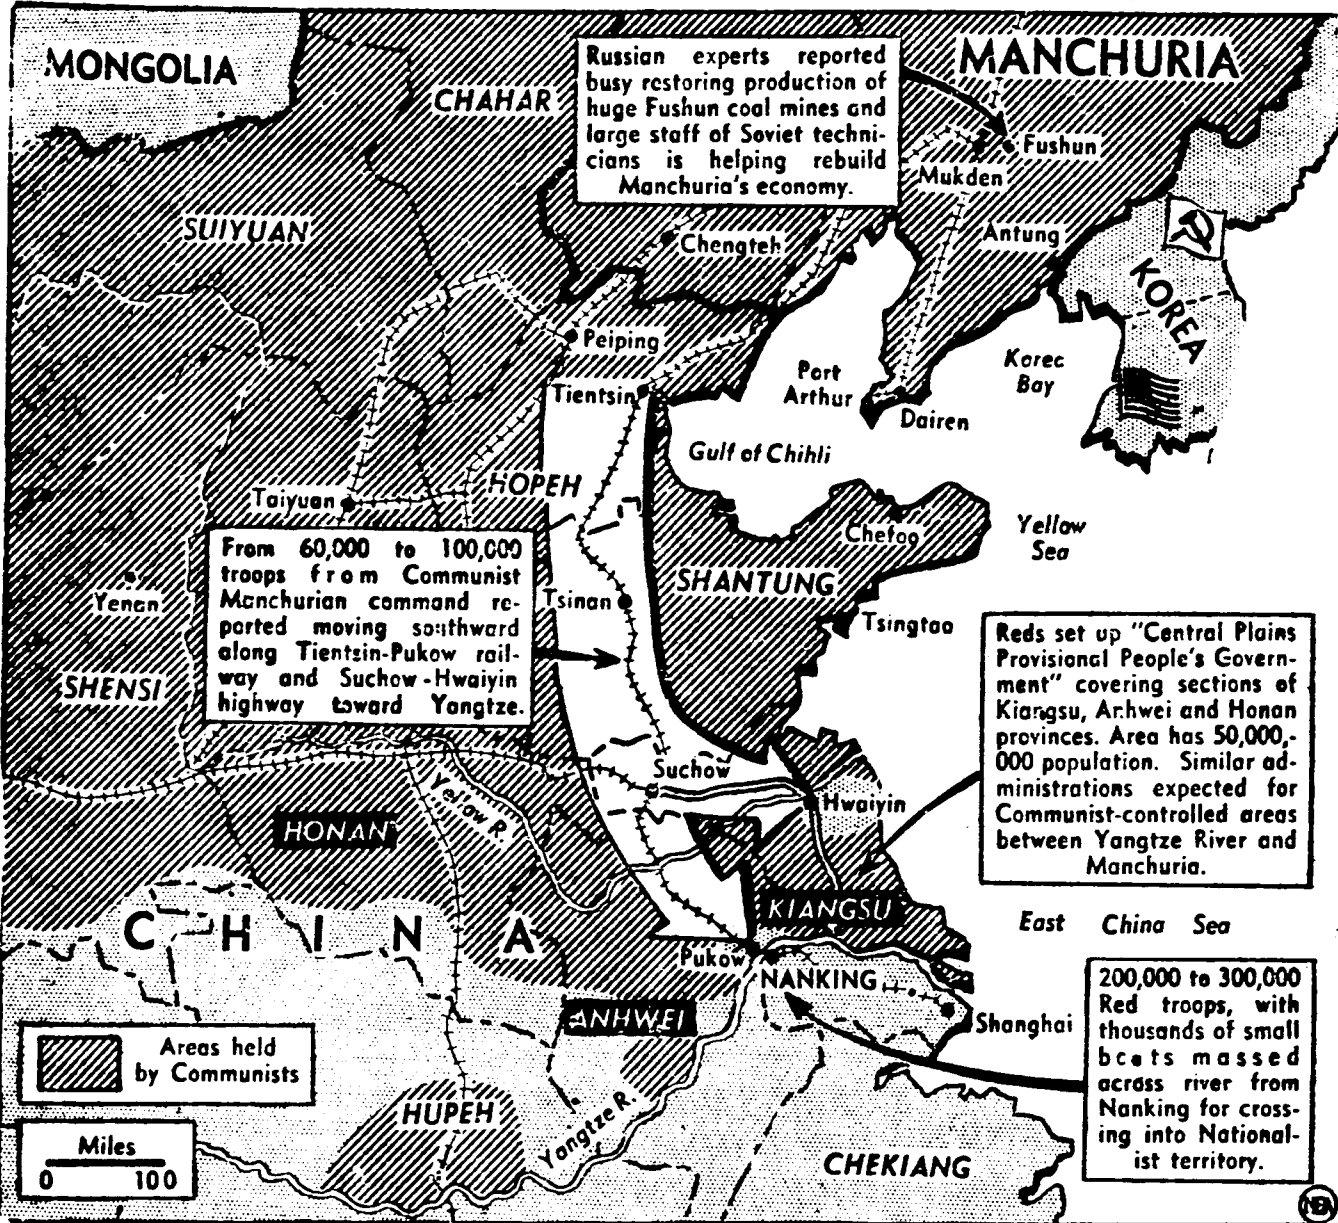 MONGOLIA
CHAHAR
Russian experts reported
busy restoring production of
huge Fushun coal mines and
large staff of Soviet techni-
cians is helping rebuild
Manchuria's economy.
MANCHURIA
Fushun
Mukden
SUIYUAN
Chengteh
Antung
KOREA
Peiping
Tientsin
Port
Arthur
Dairen
Korea
Bay
Gulf of Chihli
HOPEH
Taiyuan
Chefoo
Yellow
Sea
From 60,000 to 100,000
troops from Communist
Manchurian command re-
ported moving southward
along Tientsin-Pukow rail-
way and Suchow-Hwaiyin
highway toward Yangtze.
SHANTUNG
Yenan
Tsinan
Tsingtao
SHENSI
Reds set up "Central Plains
Provisional People's Govern-
ment" covering sections of
Kiangsu, Anhwei and Honan
provinces. Area has 50,000,-
000 population. Similar ad-
ministrations expected for
Communist-controlled areas
between Yangtze River and
Manchuria.
Suchow
Hwaiyin
Yellow R.
HONAN
KIANGSU
East China Sea
CHINA
Pukow
NANKING
Shanghai
ANHWEI
200,000 to 300,000
Red troops, with
thousands of small
boats massed
across river from
Nanking for cross-
ing into National-
ist territory.
Areas held
by Communists
HUPEH
Yangtze R.
CHEKIANG
Miles
0 100